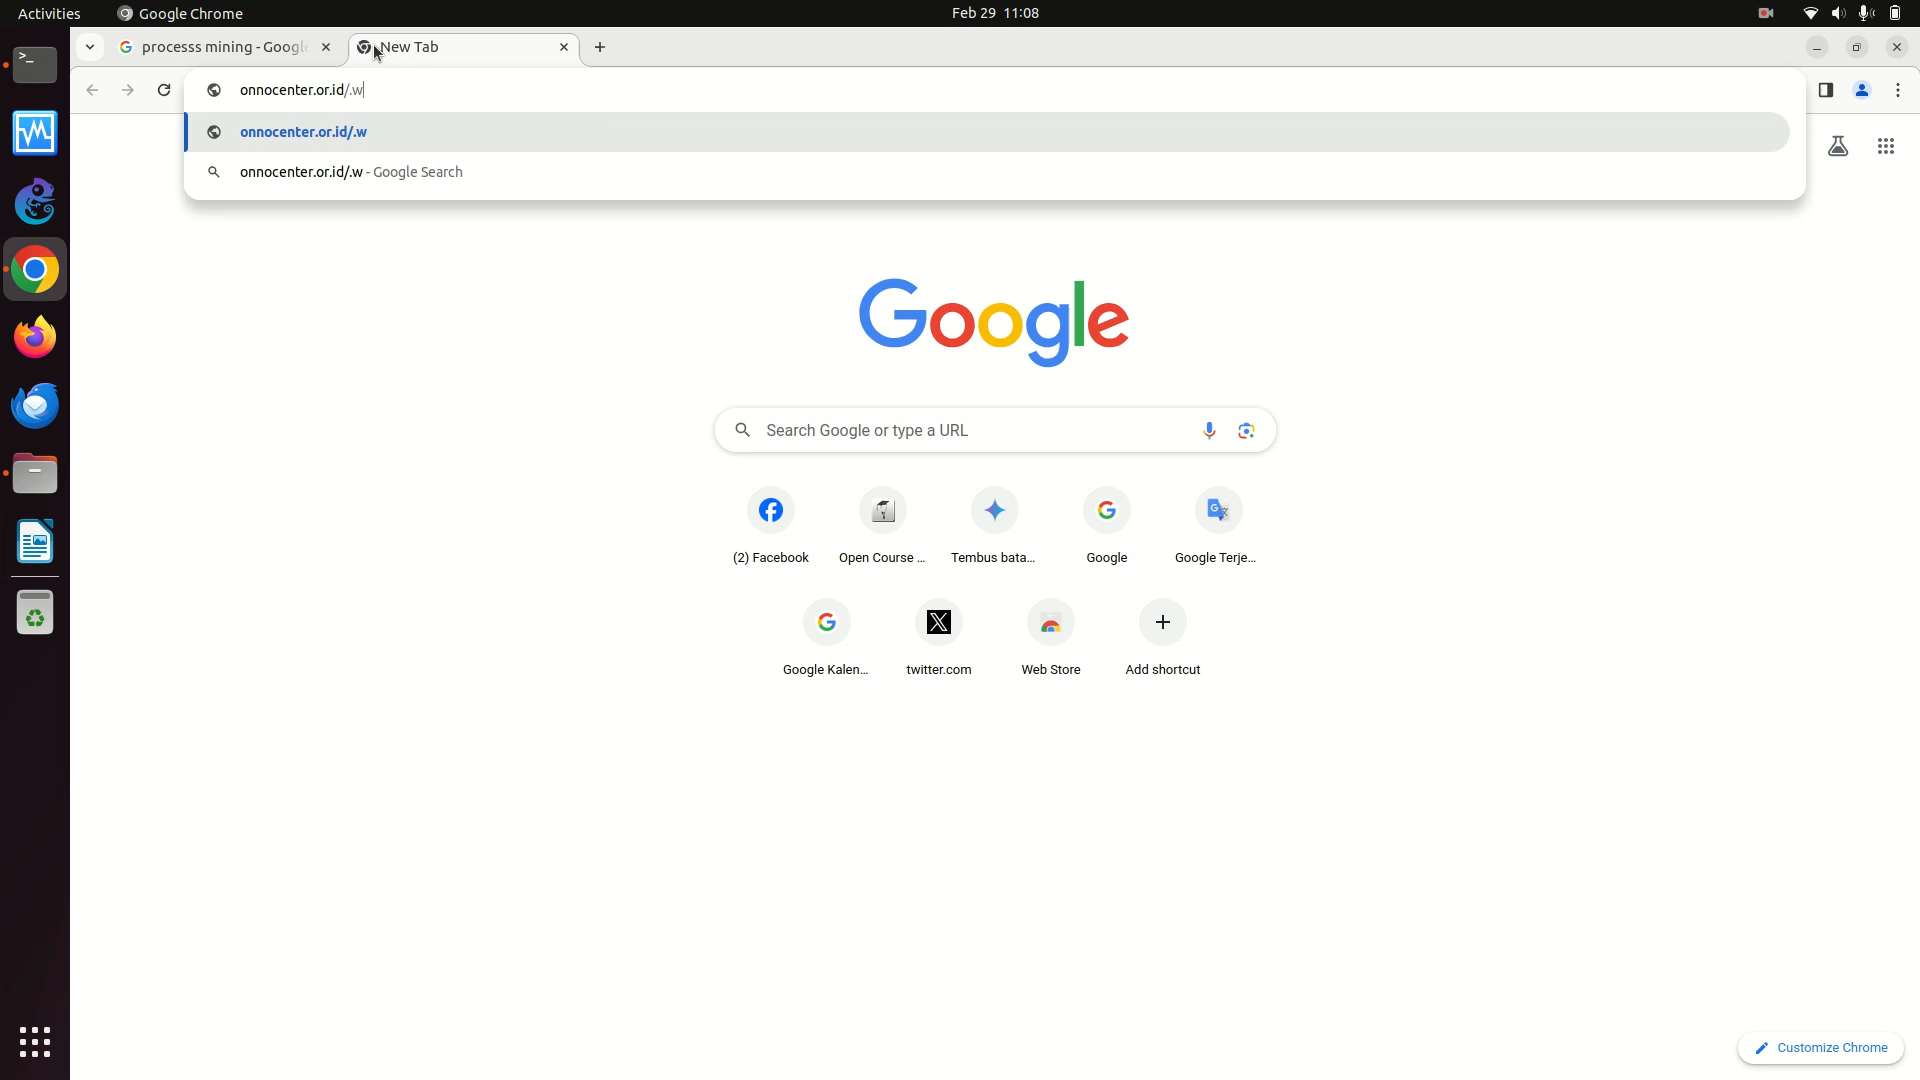 Activities
Google Chrome
Feb 29 11:08
processs mining - Google
New Tab
onnocenter.or.id/.w
onnocenter.or.id/.w
onnocenter.or.id/.w - Google Search
Google
Search Google or type a URL
(2) Facebook
Open Course ...
Tembus bata...
Google
Google Terje...
Google Kalen...
twitter.com
Web Store
Add shortcut
Customize Chrome